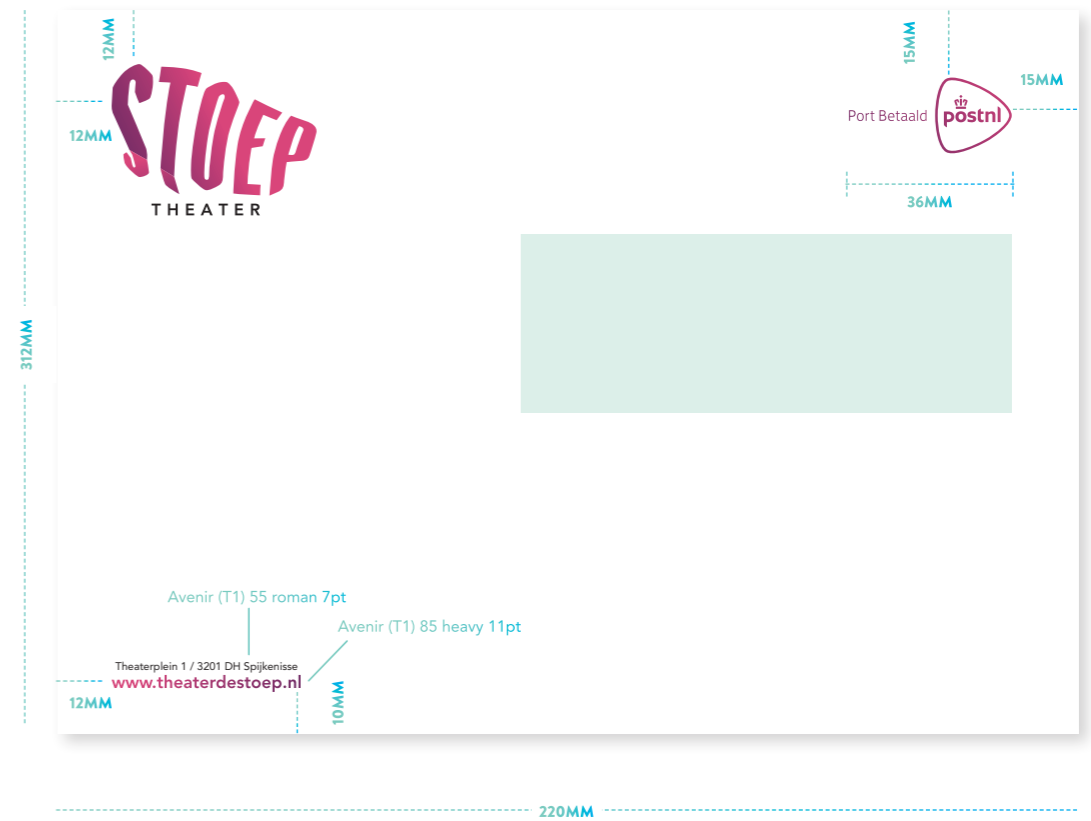 12MM
15MM
15MM
STOEP
THEATER
12MM
Port Betaald
postnl
36MM
312MM
Avenir (T1) 55 roman 7pt
Avenir (T1) 85 heavy 11pt
Theaterplein 1 / 3201 DH Spijkenisse
www.theaterdestoep.nl
12MM
10MM
220MM